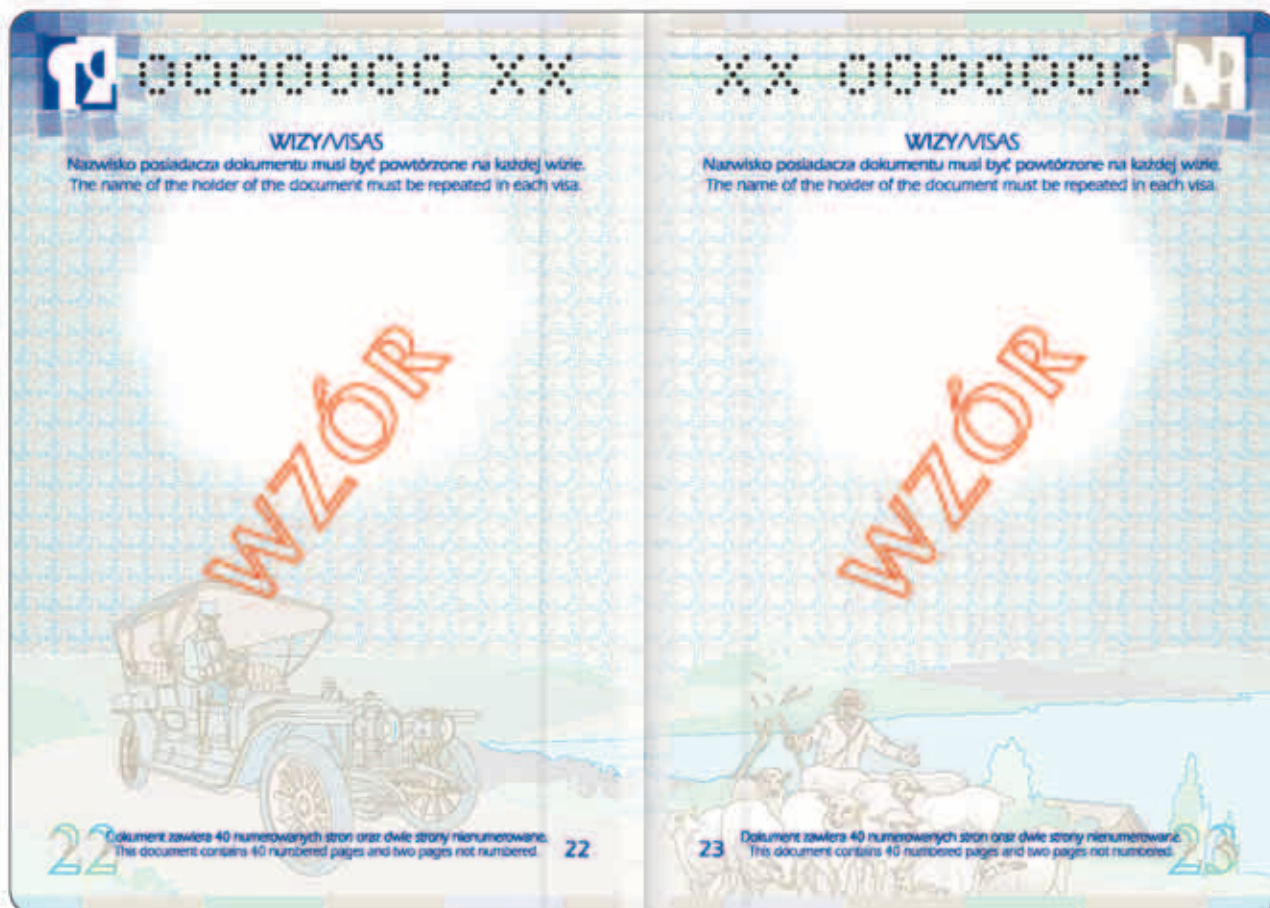 0000000 XX
WIZY/VISAS
Nazwisko posiadacza dokumentu musi być powtórzone na każdej wizie.
The name of the holder of the document must be repeated in each visa.
WZÓR
22
Dokument zawiera 40 numerowanych stron oraz dwie strony nienumerowane.
This document contains 40 numbered pages and two pages not numbered.
22
XX 0000000
WIZY/VISAS
Nazwisko posiadacza dokumentu musi być powtórzone na każdej wizie.
The name of the holder of the document must be repeated in each visa.
WZÓR
23
Dokument zawiera 40 numerowanych stron oraz dwie strony nienumerowane.
This document contains 40 numbered pages and two pages not numbered.
23